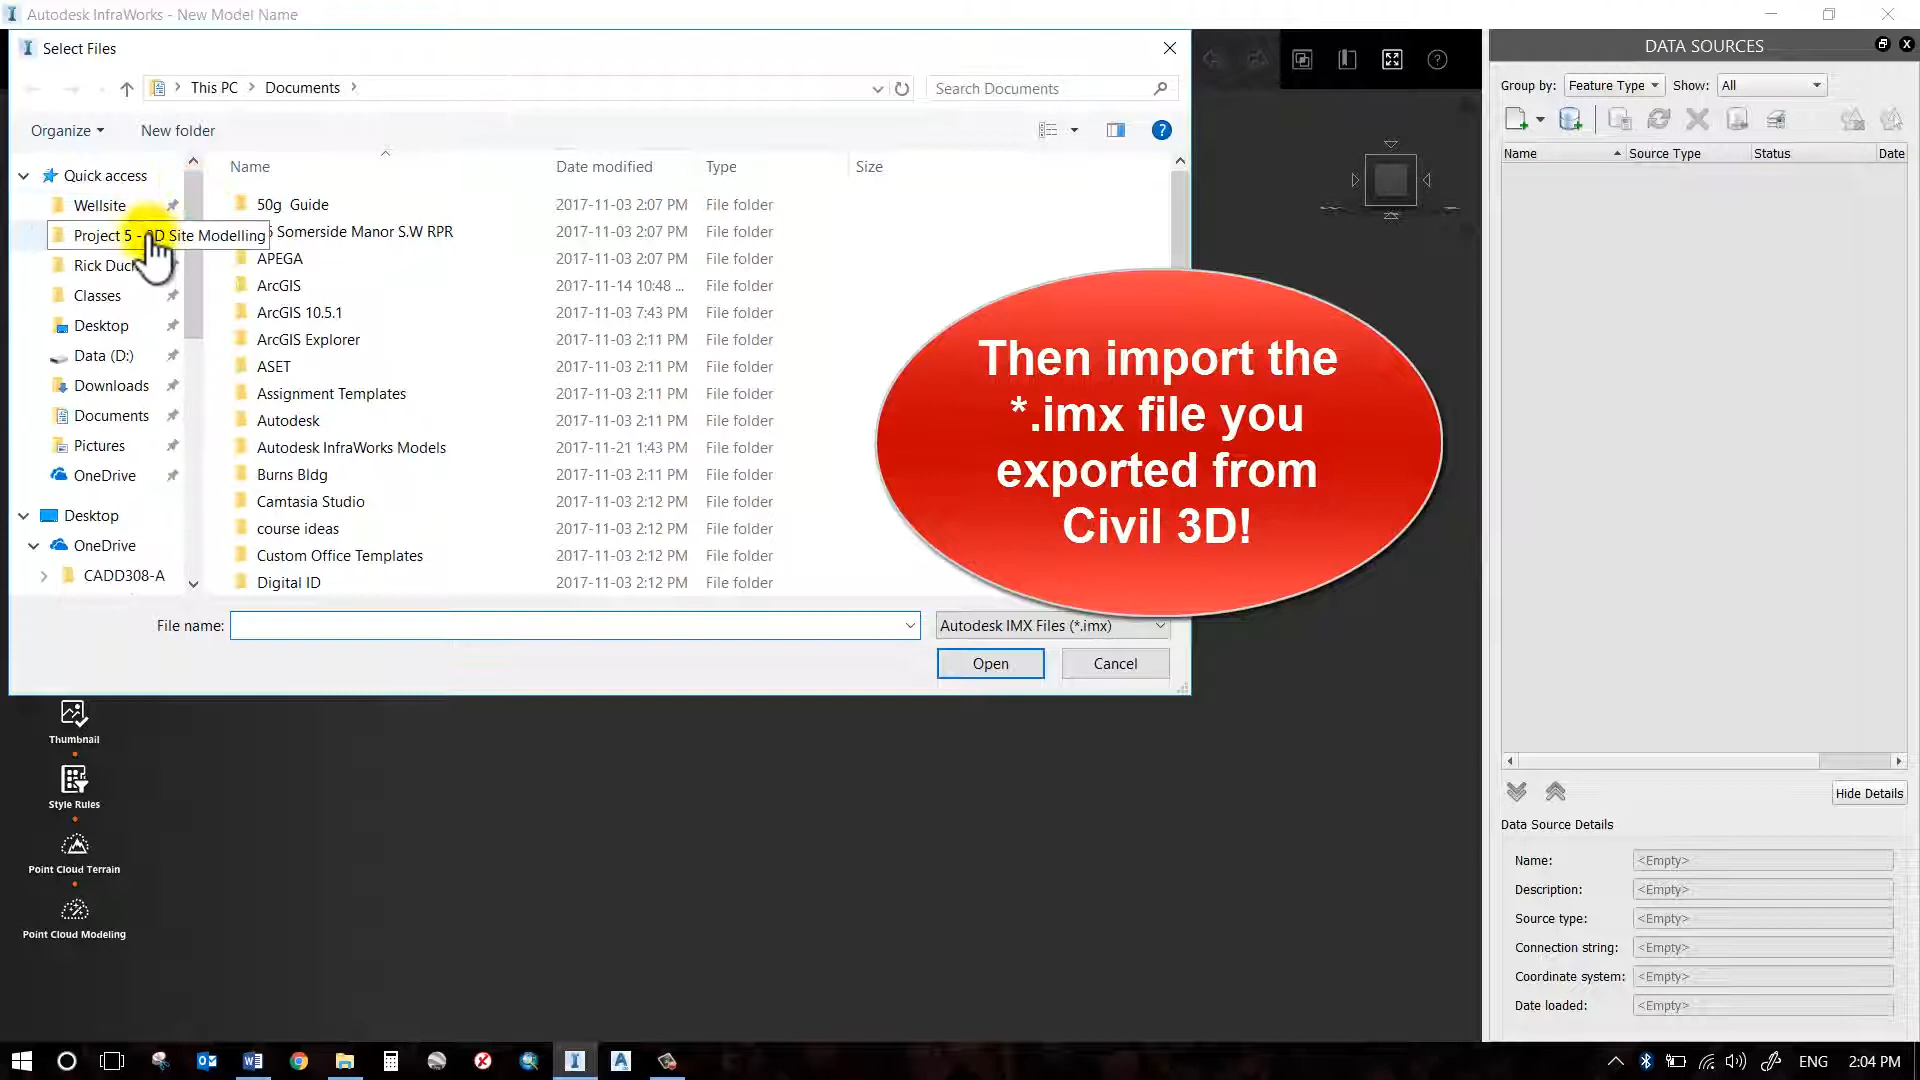 Autodesk InfraWorks - New Model Name
Select Files
This PC
Documents
Search Documents
Organize
New folder
Name
Date modified
Type
Size
Quick access
Wellsite
Project 5 - 3D Site Modelling
Rick
Classes
Desktop
Data (D:)
Downloads
Documents
Pictures
OneDrive
Desktop
OneDrive
CADD308-A
50g Guide 2017-11-03 2:07 PM File folder
Somerside Manor S.W RPR 2017-11-03 2:07 PM File folder
APEGA 2017-11-03 2:07 PM File folder
ArcGIS 2017-11-14 10:48 ... File folder
ArcGIS 10.5.1 2017-11-03 7:43 PM File folder
ArcGIS Explorer 2017-11-03 2:11 PM File folder
ASET 2017-11-03 2:11 PM File folder
Assignment Templates 2017-11-03 2:11 PM File folder
Autodesk 2017-11-03 2:11 PM File folder
Autodesk InfraWorks Models 2017-11-21 1:43 PM File folder
Burns Bldg 2017-11-03 2:11 PM File folder
Camtasia Studio 2017-11-03 2:12 PM File folder
course ideas 2017-11-03 2:12 PM File folder
Custom Office Templates 2017-11-03 2:12 PM File folder
Digital ID 2017-11-03 2:12 PM File folder
File name:
Autodesk IMX Files (*.imx)
Open
Cancel
Then import the
*.imx file you
exported from
Civil 3D!
Thumbnail
Style Rules
Point Cloud Terrain
Point Cloud Modeling
DATA SOURCES
Group by: Feature Type Show: All
Name Source Type Status Date
Hide Details
Data Source Details
Name: <Empty>
Description: <Empty>
Source type: <Empty>
Connection string: <Empty>
Coordinate system: <Empty>
Date loaded: <Empty>
ENG
2:04 PM